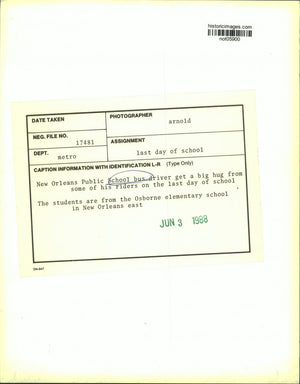 historicimages.com
not05900
DATE TAKEN
PHOTOGRAPHER
arnold
NEG. FILE NO.
17481
ASSIGNMENT
last day of school
DEPT.
metro
CAPTION INFORMATION WITH IDENTIFICATION L-R (Type Only)
New Orleans Public School bus driver get a big hug from
some of his riders on the last day of school
The students are from the Osborne elementary school
in New Orleans east
JUN 3 1988